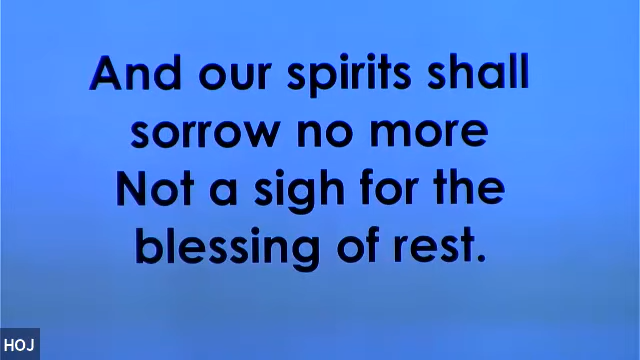 And our spirits shall
sorrow no more
Not a sigh for the
blessing of rest.
HOJ